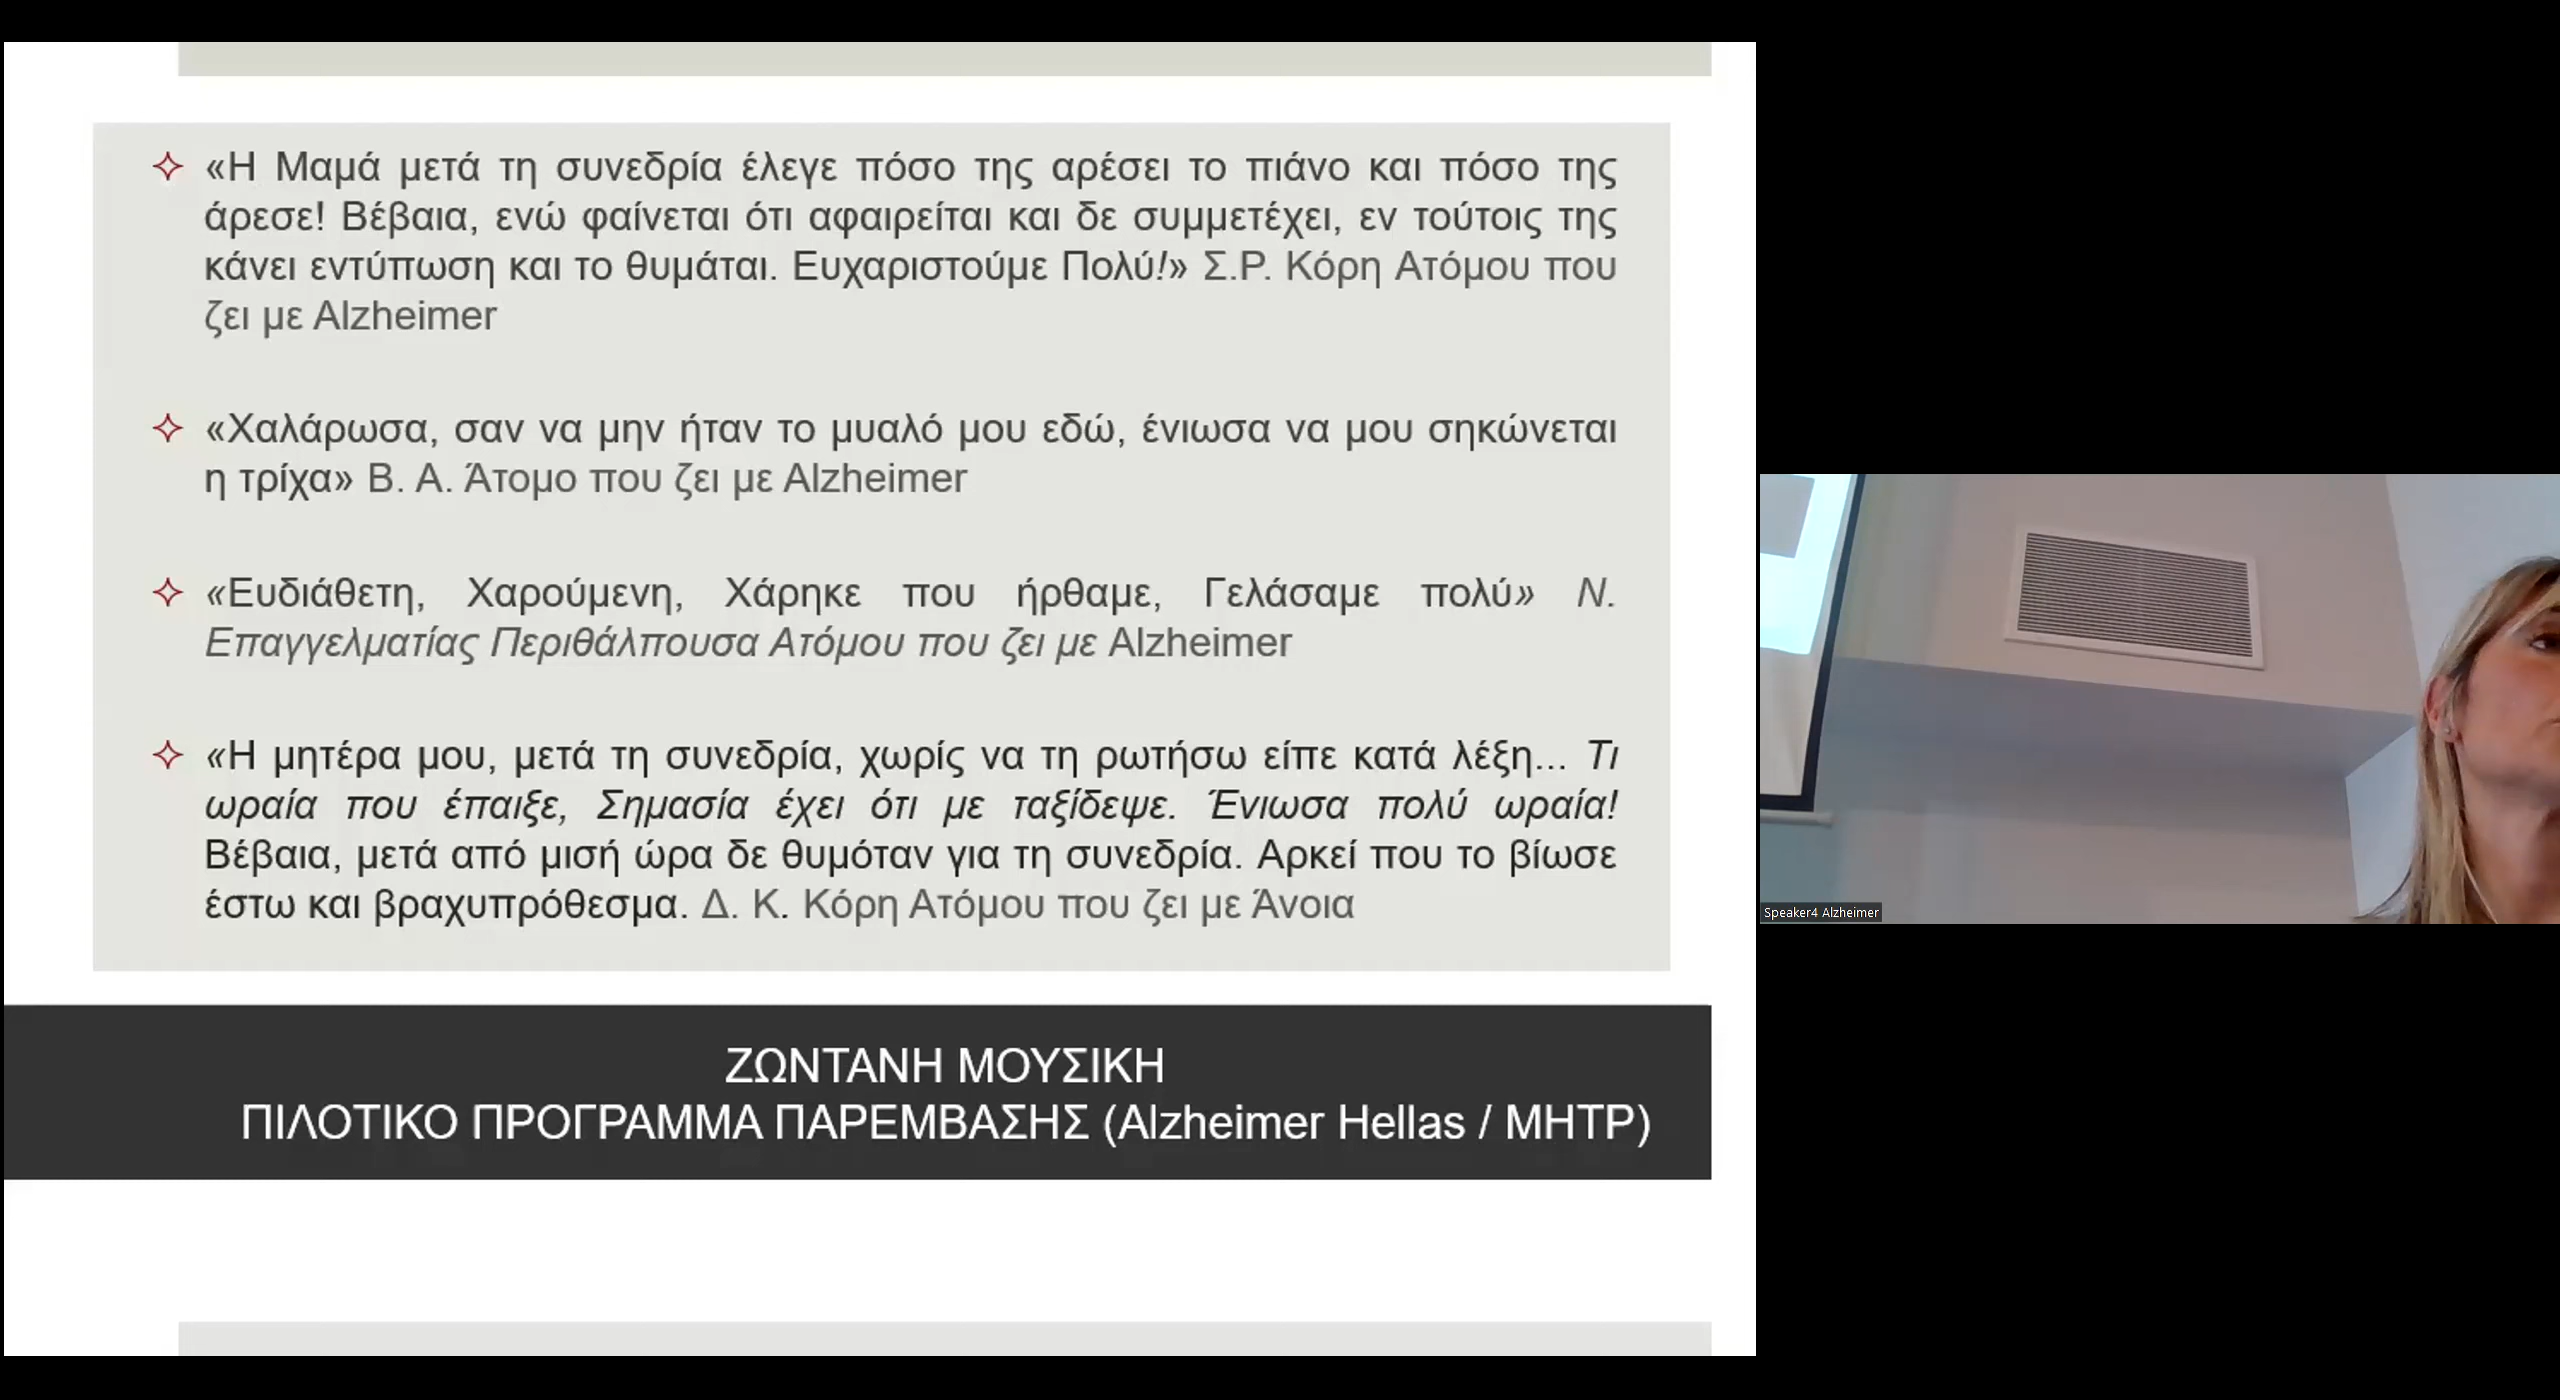 «Η Μαμά μετά τη συνεδρία έλεγε πόσο της αρέσει το πιάνο και πόσο της
άρεσε! Βέβαια, ενώ φαίνεται ότι αφαιρείται και δε συμμετέχει, εν τούτοις της
κάνει εντύπωση και το θυμάται. Ευχαριστούμε Πολύ!» Σ.Ρ. Κόρη Ατόμου που
ζει με Alzheimer
«Χαλάρωσα, σαν να μην ήταν το μυαλό μου εδώ, ένιωσα να μου σηκώνεται
η τρίχα» Β. Α. Άτομο που ζει με Alzheimer
«Ευδιάθετη, Χαρούμενη, Χάρηκε που ήρθαμε, Γελάσαμε πολύ» Ν.
Επαγγελματίας Περιθάλπουσα Ατόμου που ζει με Alzheimer
«Η μητέρα μου, μετά τη συνεδρία, χωρίς να τη ρωτήσω είπε κατά λέξη... Τι
ωραία που έπαιξε, Σημασία έχει ότι με ταξίδεψε. Ένιωσα πολύ ωραία!
Βέβαια, μετά από μισή ώρα δε θυμόταν για τη συνεδρία. Αρκεί που το βίωσε
έστω και βραχυπρόθεσμα. Δ. Κ. Κόρη Ατόμου που ζει με Άνοια
ΖΩΝΤΑΝΗ ΜΟΥΣΙΚΗ
ΠΙΛΟΤΙΚΟ ΠΡΟΓΡΑΜΜΑ ΠΑΡΕΜΒΑΣΗΣ (Alzheimer Hellas / ΜΗΤΡ)
Speaker4 Alzheimer